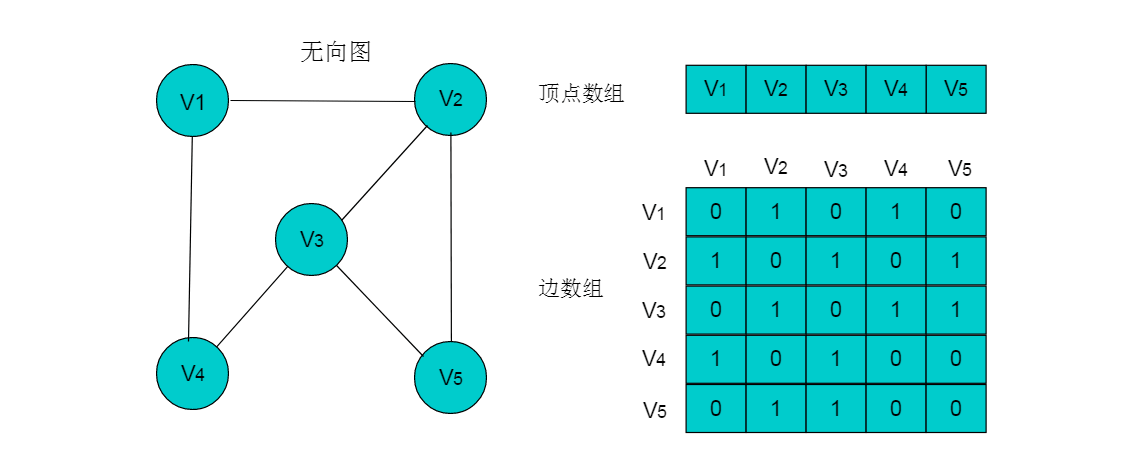 无向图
V1
V2
V3
V4
V5
顶点数组
V1 V2 V3 V4 V5
边数组
V1 V2 V3 V4 V5
V1 0 1 0 1 0
V2 1 0 1 0 1
V3 0 1 0 1 1
V4 1 0 1 0 0
V5 0 1 1 0 0